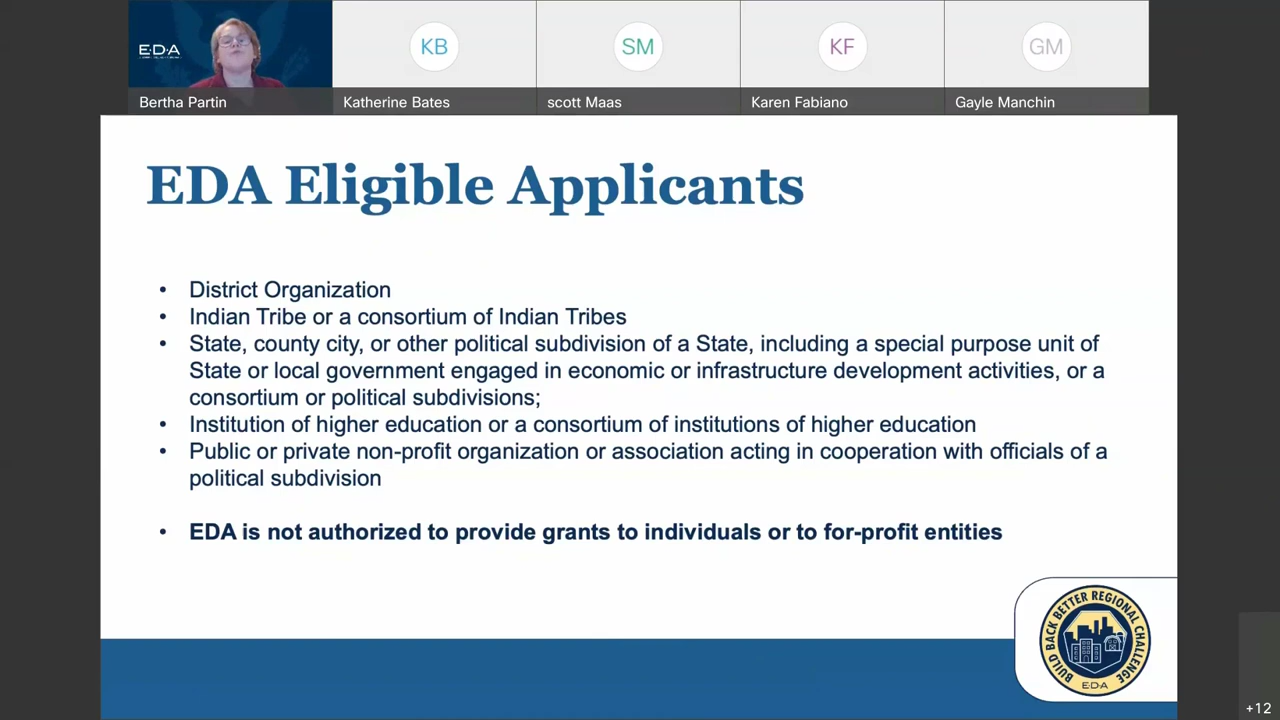 E·D·A
KB
SM
KF
GM
Bertha Partin
Katherine Bates
scott Maas
Karen Fabiano
Gayle Manchin
EDA Eligible Applicants
• District Organization
• Indian Tribe or a consortium of Indian Tribes
• State, county city, or other political subdivision of a State, including a special purpose unit of
State or local government engaged in economic or infrastructure development activities, or a
consortium or political subdivisions;
• Institution of higher education or a consortium of institutions of higher education
• Public or private non-profit organization or association acting in cooperation with officials of a
political subdivision
• EDA is not authorized to provide grants to individuals or to for-profit entities
BUILD BACK BETTER REGIONAL CHALLENGE
E·D·A
+12